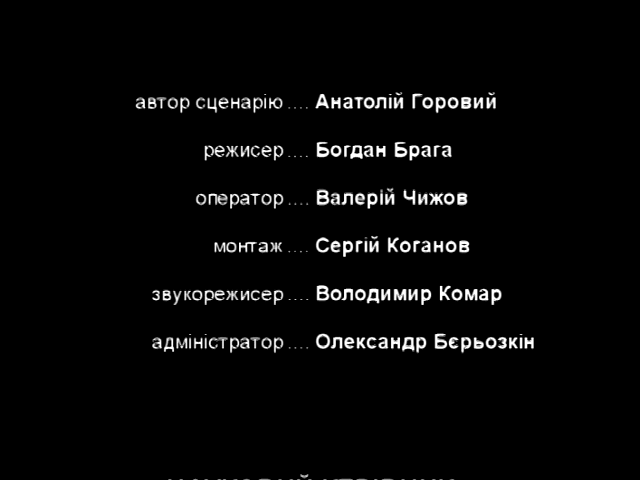 автор сценарію .... Анатолій Горовий
режисер .... Богдан Брага
оператор .... Валерій Чижов
монтаж .... Сергій Коганов
звукорежисер .... Володимир Комар
адміністратор .... Олександр Бєрьозкін